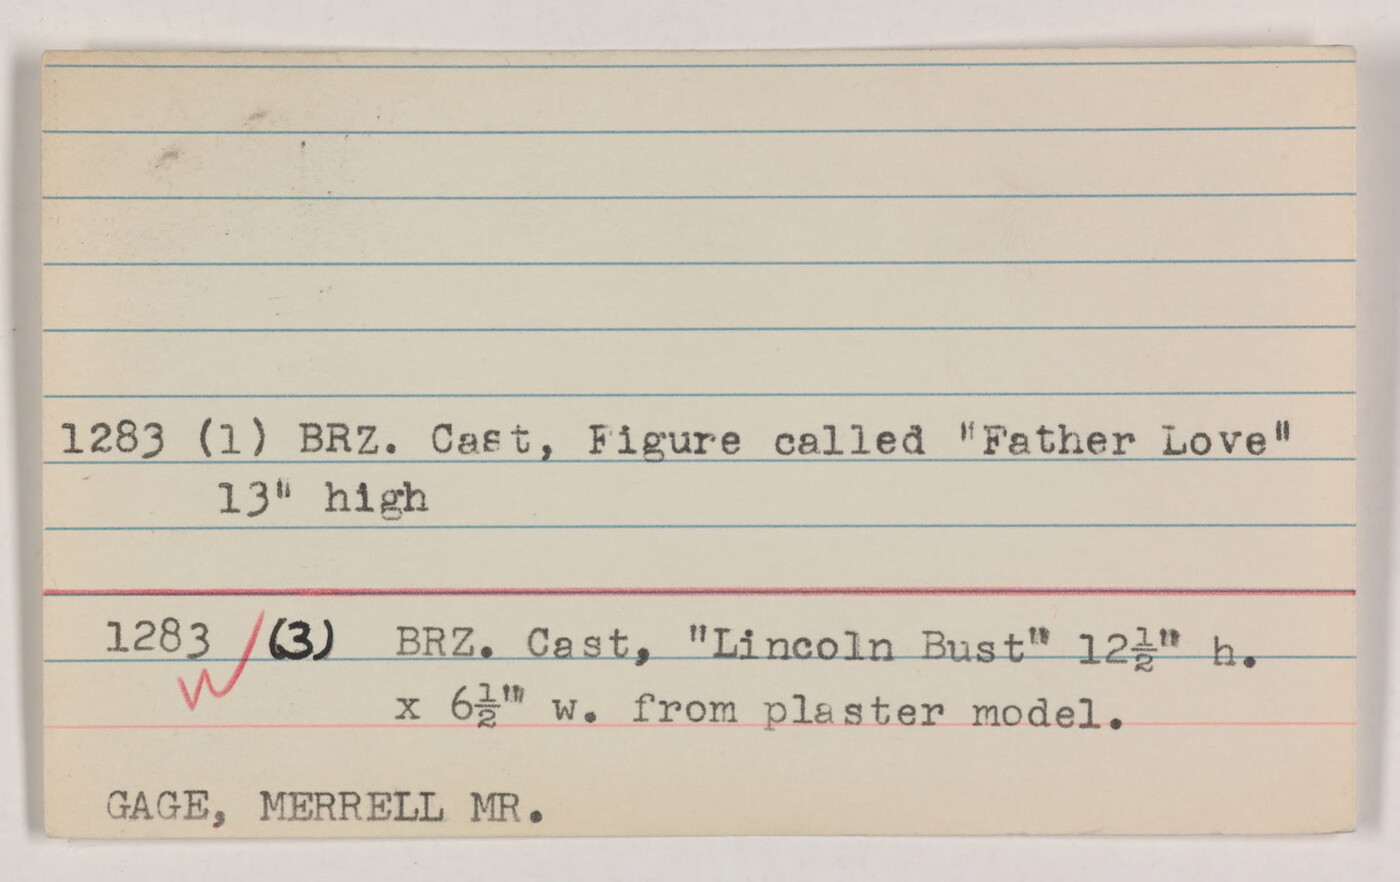 1283 (1) BRZ. Cast, Figure called "Father Love"
13" high
1283 (3) BRZ. Cast, "Lincoln Bust" 12½" h.
x 6½" w. from plaster model.
GAGE, MERRELL MR.